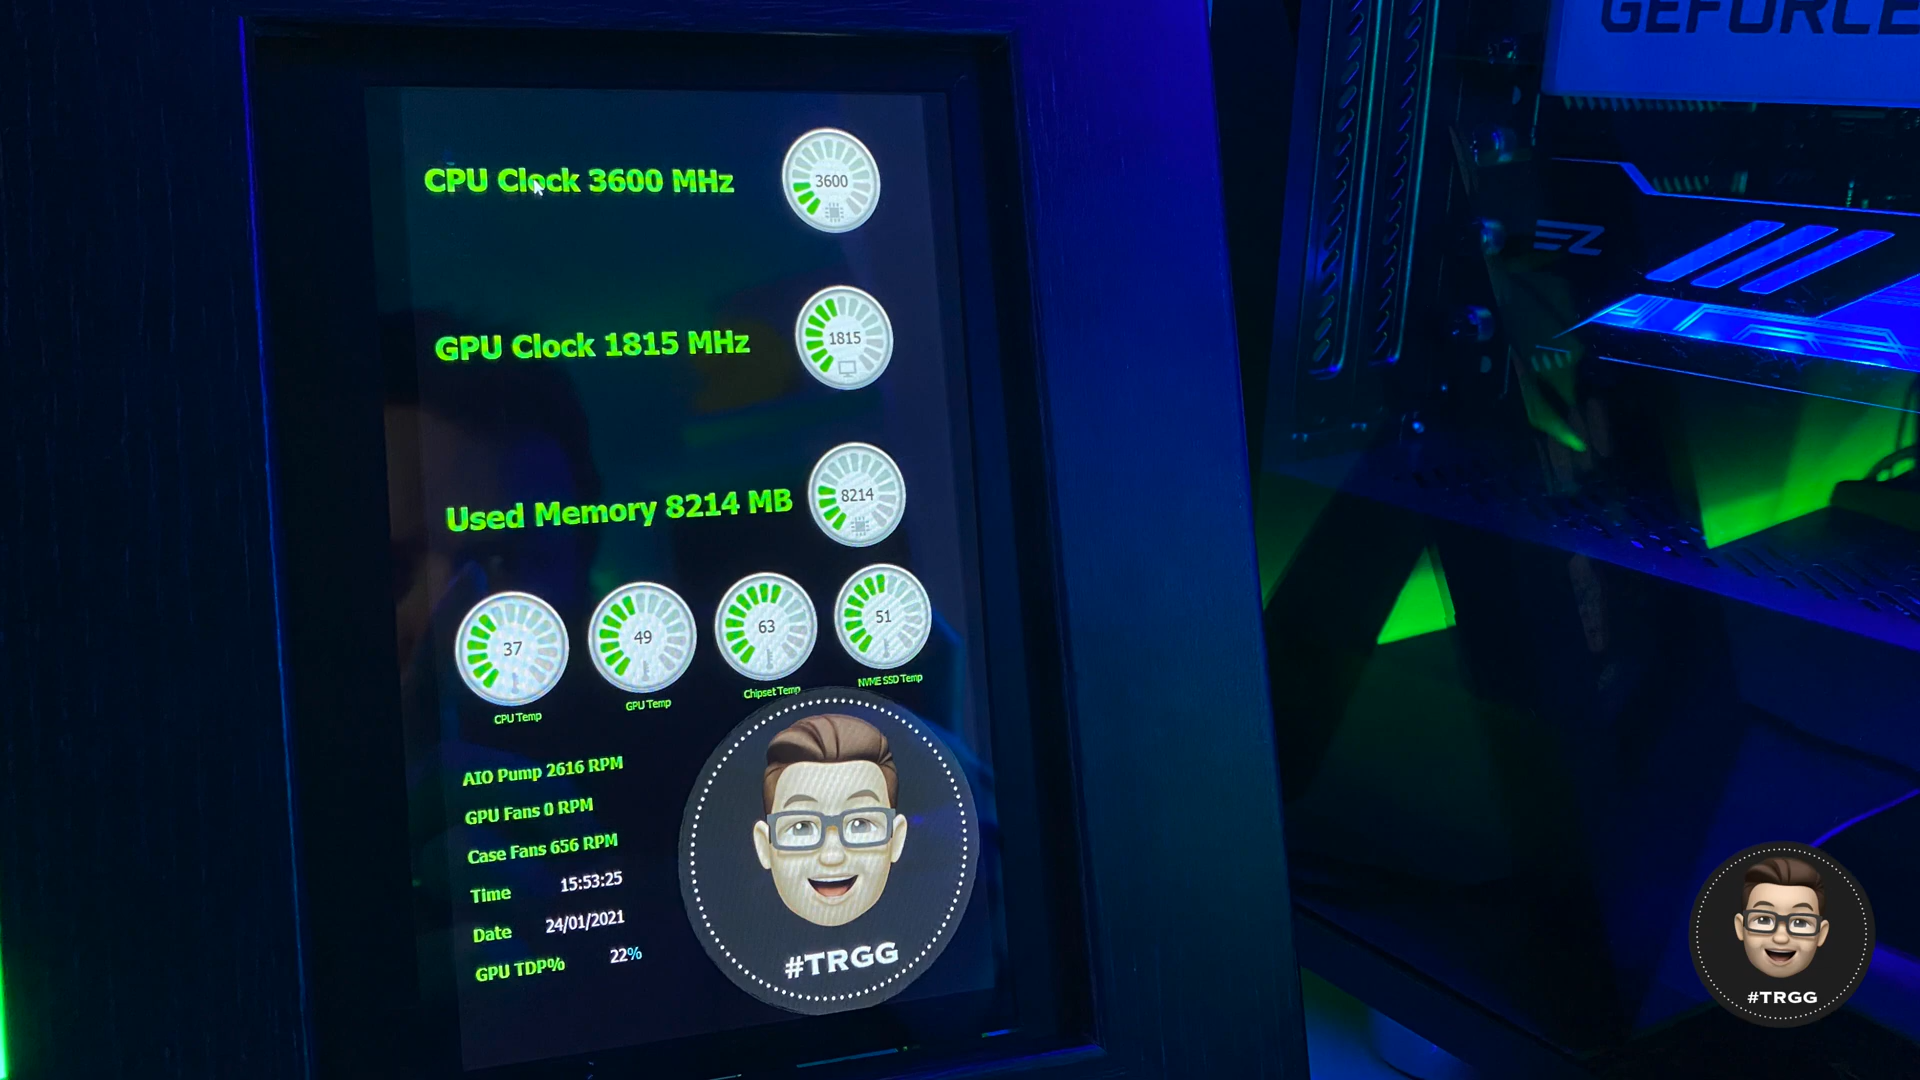 GEFORCE
CPU Clock 3600 MHz
3600
GPU Clock 1815 MHz
1815
Used Memory 8214 MB
8214
37
49
63
51
CPU Temp
GPU Temp
Chipset Temp
NVME SSD Temp
AIO Pump 2616 RPM
GPU Fans 0 RPM
Case Fans 656 RPM
Time 15:53:25
Date 24/01/2021
GPU TDP% 22%
#TRGG
#TRGG